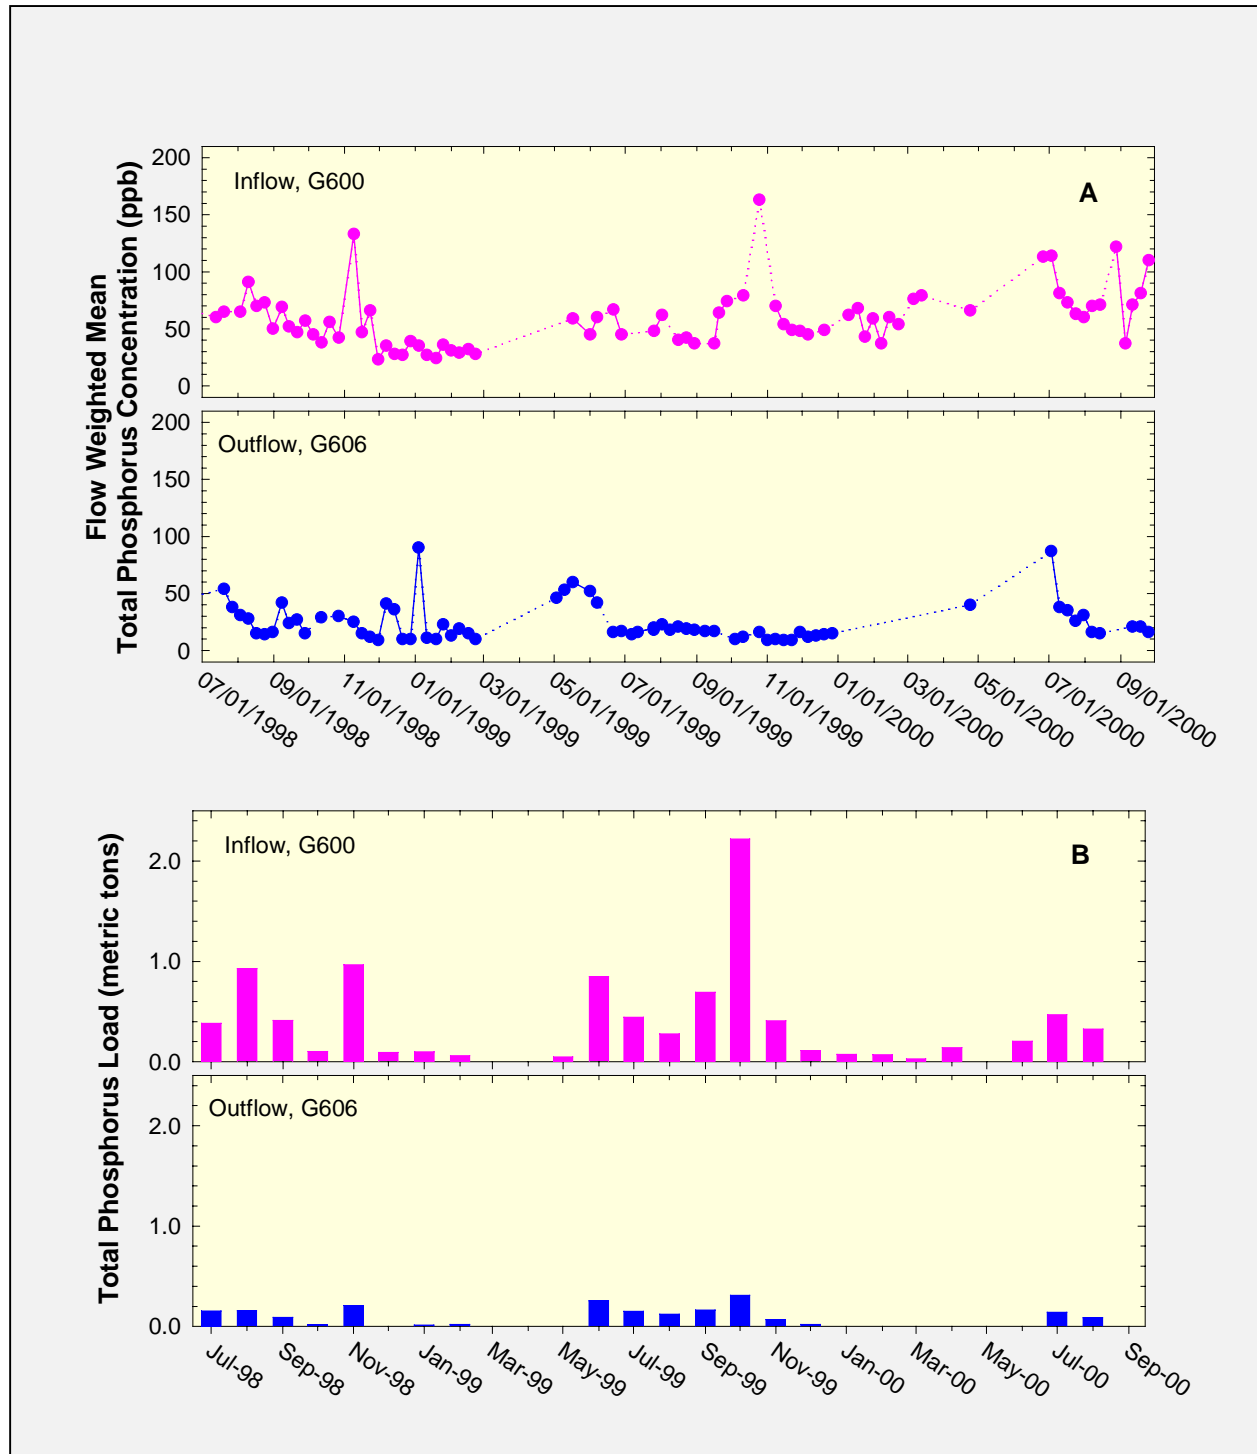 Flow Weighted Mean
Total Phosphorus Concentration (ppb)
200
Inflow, G600
A
150
100
50
0
200
Outflow, G606
150
100
50
0
07/01/1998
09/01/1998
11/01/1998
01/01/1999
03/01/1999
05/01/1999
07/01/1999
09/01/1999
11/01/1999
01/01/2000
03/01/2000
05/01/2000
07/01/2000
09/01/2000
Total Phosphorus Load (metric tons)
Inflow, G600
B
2.0
1.0
0.0
Outflow, G606
2.0
1.0
0.0
Jul-98
Sep-98
Nov-98
Jan-99
Mar-99
May-99
Jul-99
Sep-99
Nov-99
Jan-00
Mar-00
May-00
Jul-00
Sep-00